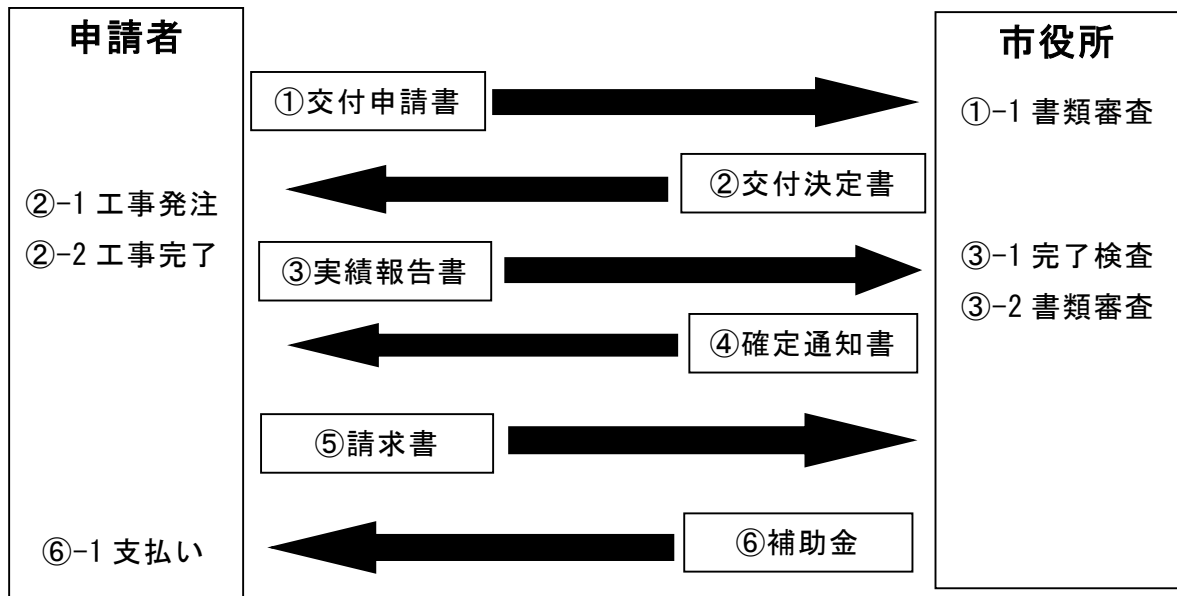 申請者
市役所
①交付申請書
①-1 書類審査
②交付決定書
②-1 工事発注
②-2 工事完了
③実績報告書
③-1 完了検査
③-2 書類審査
④確定通知書
⑤請求書
⑥補助金
⑥-1 支払い